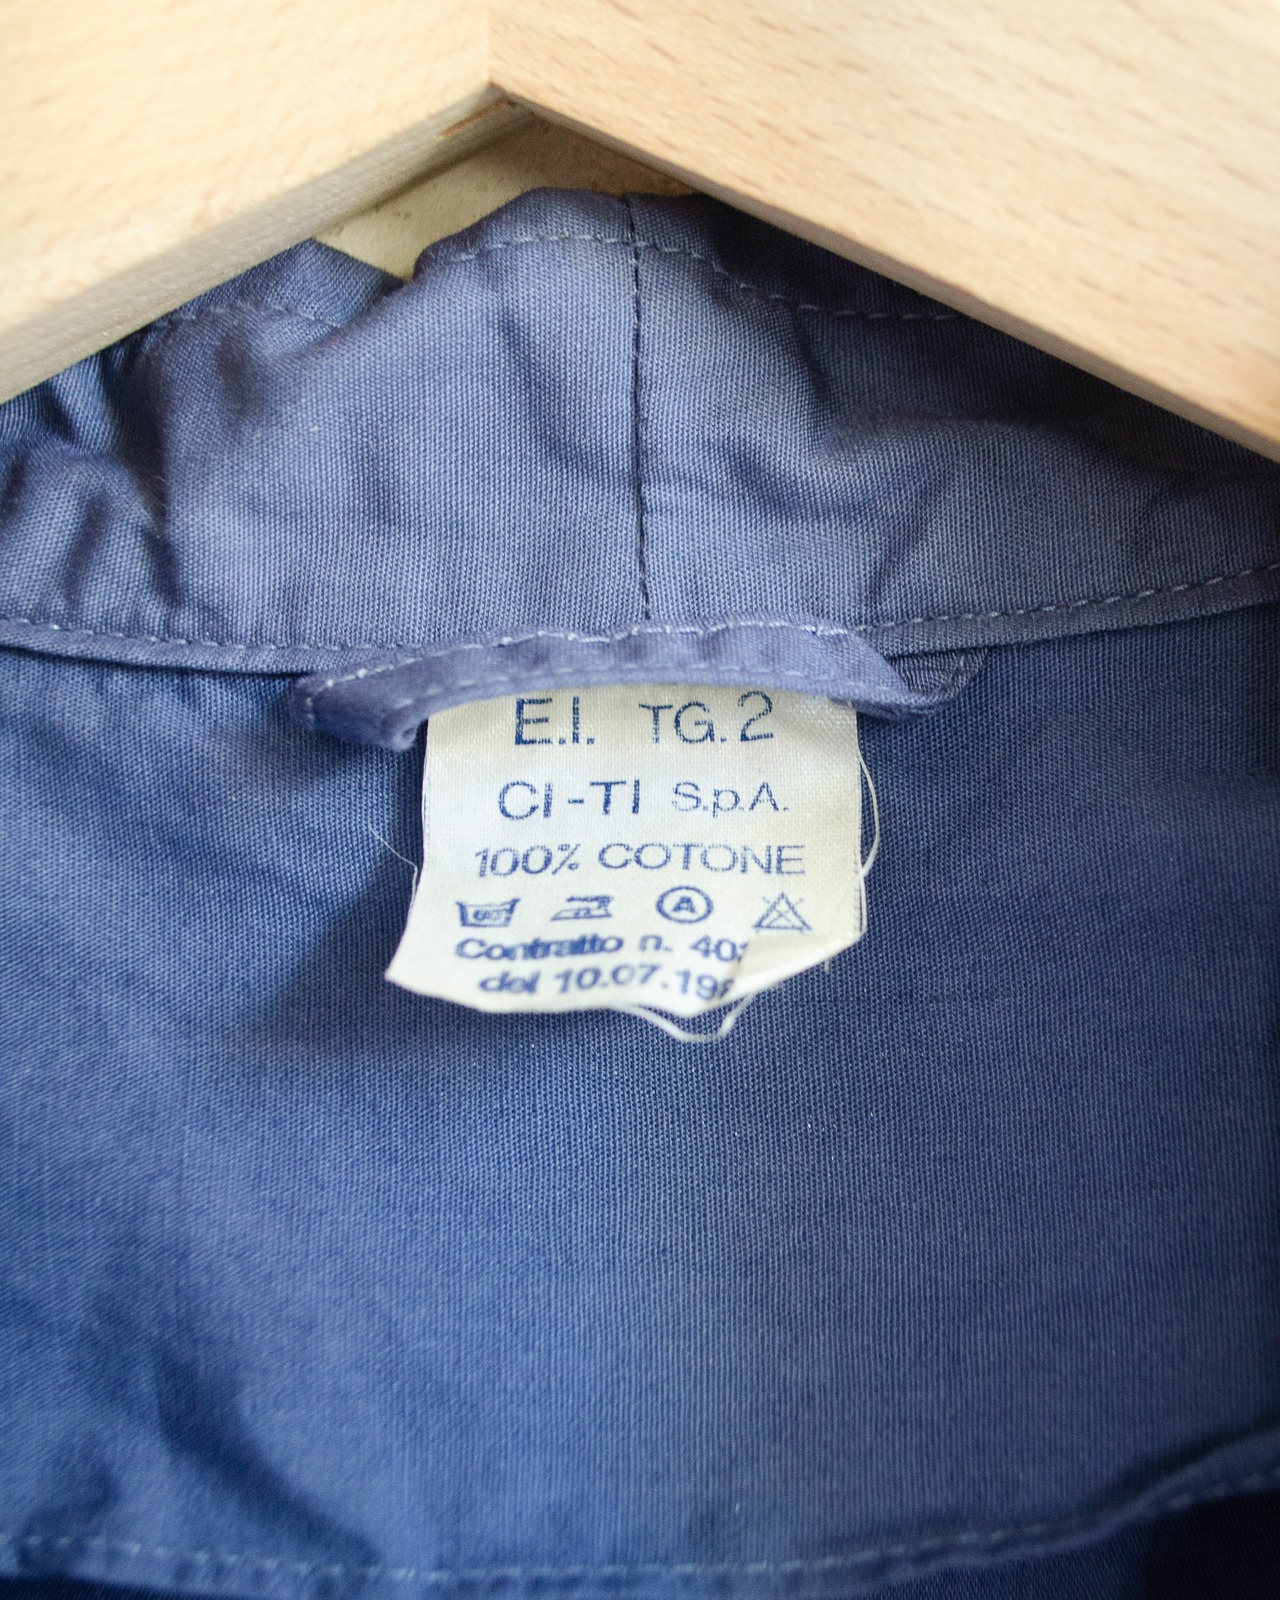 E.I. TG. 2
CI-TI S.p.A.
100% COTONE
A
Contratto n.
del